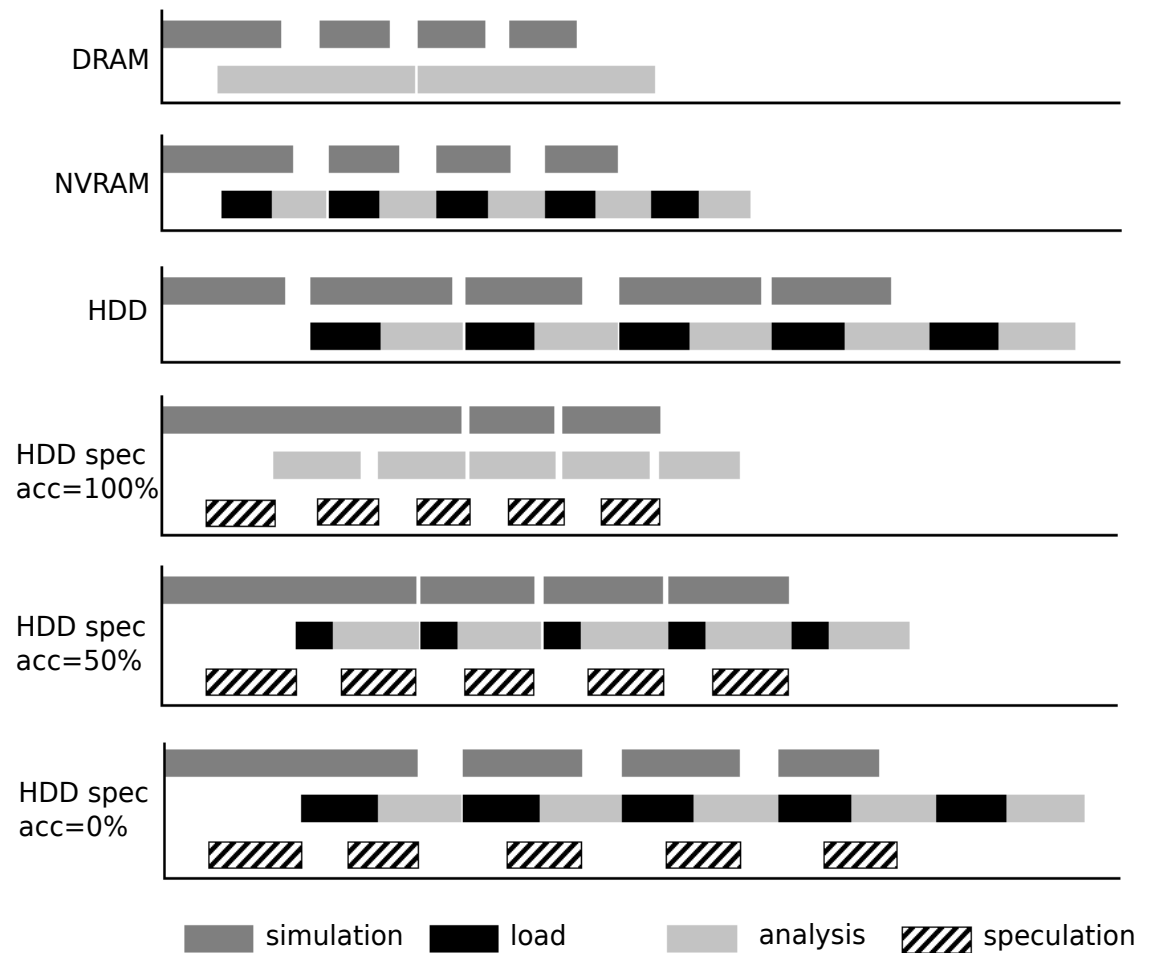 DRAM
NVRAM
HDD
HDD spec
acc=100%
HDD spec
acc=50%
HDD spec
acc=0%
simulation load analysis speculation